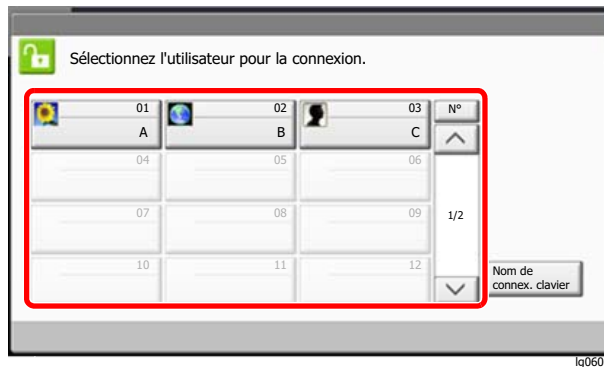 Sélectionnez l'utilisateur pour la connexion.
01 02 03 N°
A B C
04 05 06
07 08 09 1/2
10 11 12
Nom de
connex. clavier
lg060